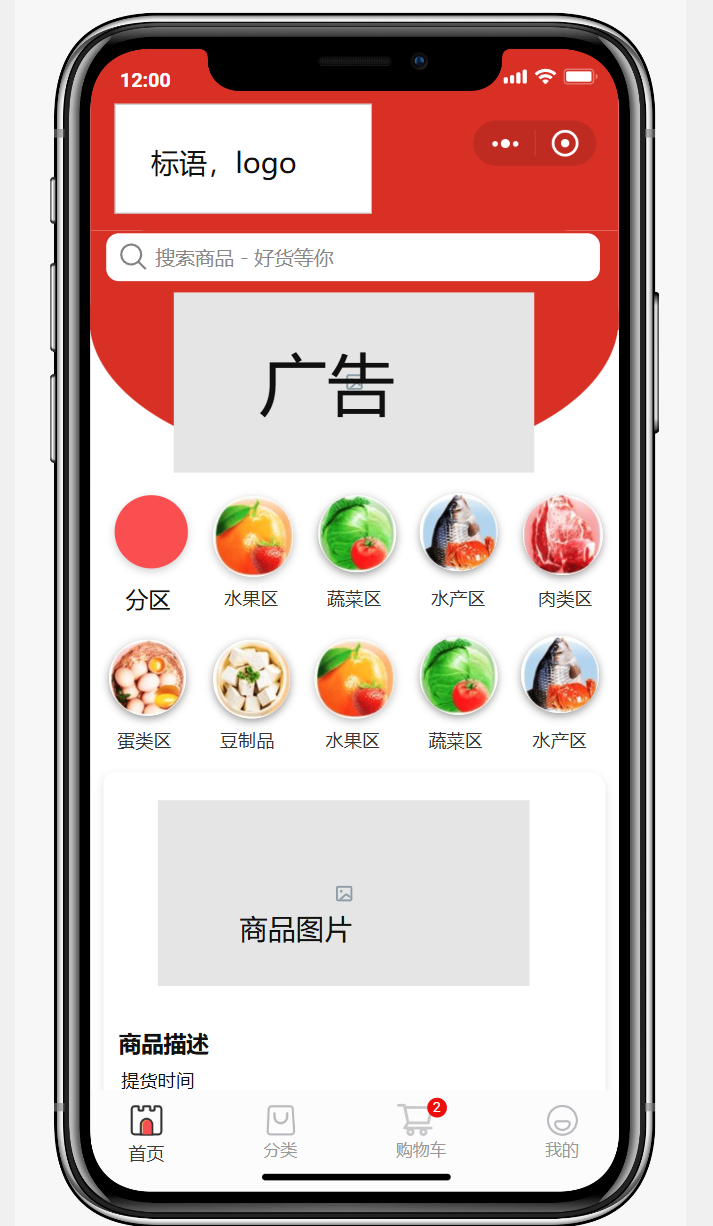 12:00
标语，logo
搜索商品 - 好货等你
广告
分区
水果区
蔬菜区
水产区
肉类区
蛋类区
豆制品
水果区
蔬菜区
水产区
商品图片
商品描述
提货时间
2
首页
分类
购物车
我的